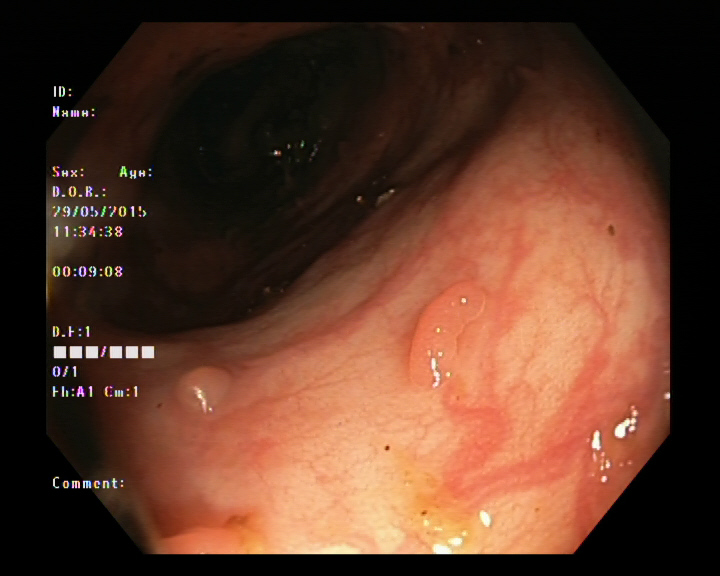 ID:
Name:
Sex: Age:
D.O.B.:
29/05/2015
11:34:38
00:09:08
D.F:1
■■■/■■■
0/1
Eh:A1 Cm:1
Comment: